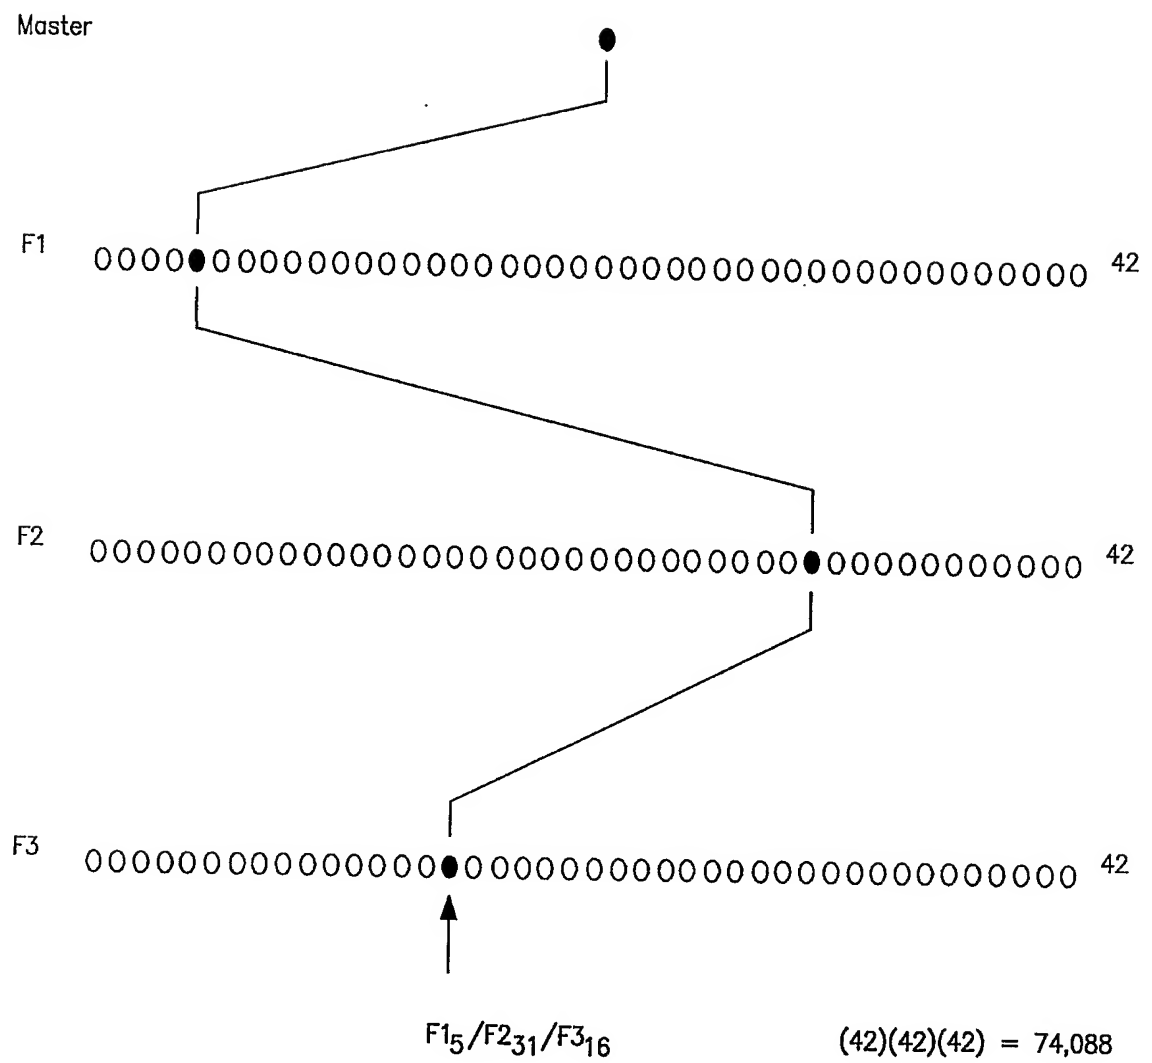 Master
F1 42
F2 42
F3 42
F1₅/F2₃₁/F3₁₆
(42)(42)(42) = 74,088